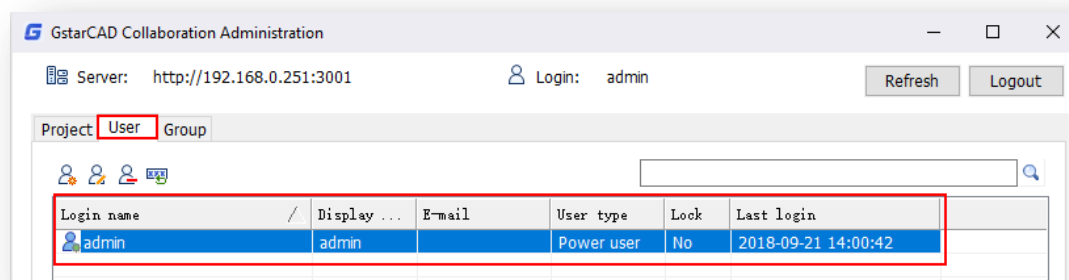 GstarCAD Collaboration Administration
Server: http://192.168.0.251:3001 Login: admin Refresh Logout
Project User Group
Login name Display ... E-mail User type Lock Last login
admin admin Power user No 2018-09-21 14:00:42